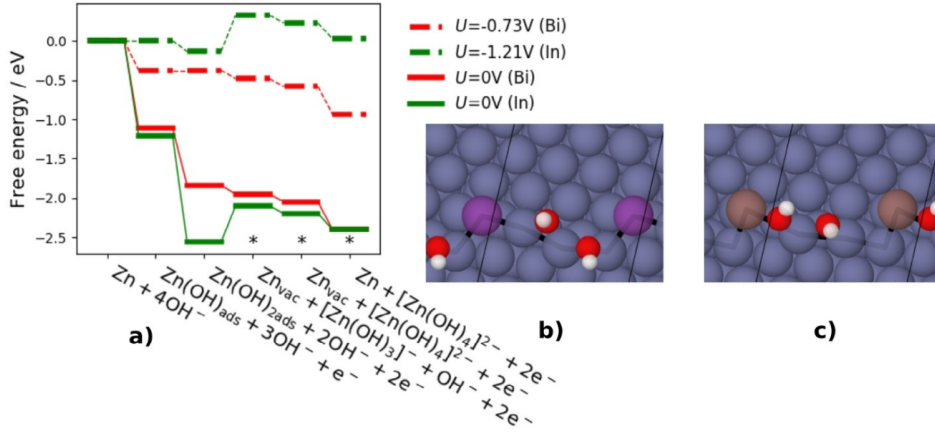 U=-0.73V (Bi)
U=-1.21V (In)
U=0V (Bi)
U=0V (In)
Free energy / eV
0.0
−0.5
−1.0
−1.5
−2.0
−2.5
* * *
Zn + 4OH⁻
Zn(OH)ads + 3OH⁻ + e⁻
Zn(OH)2ads + 2OH⁻ + 2e⁻
Znvac + [Zn(OH)3]⁻ + OH⁻ + 2e⁻
Znvac + [Zn(OH)4]²⁻ + 2e⁻
Zn + [Zn(OH)4]²⁻ + 2e⁻
a)
b)
c)